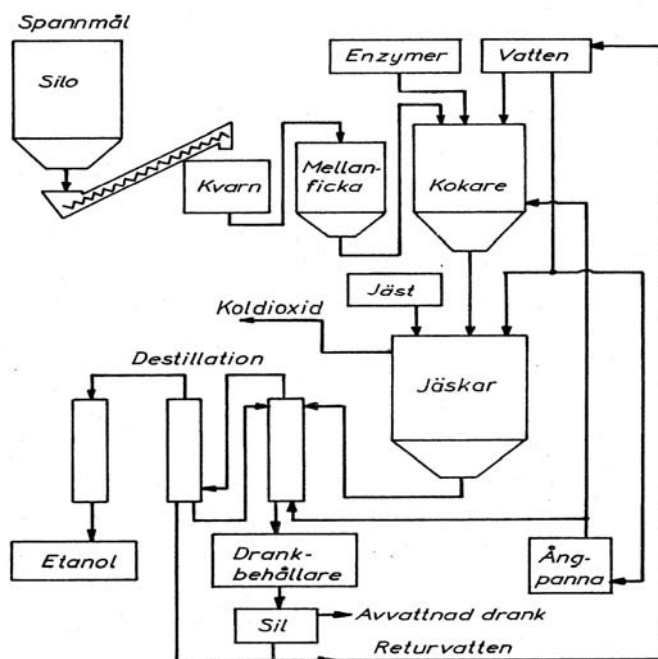 Spannmål
Silo
Enzymer
Vatten
Kvarn
Mellan-
ficka
Kokare
Jäst
Koldioxid
Jäskar
Destillation
Etanol
Drank-
behållare
Ång-
panna
Sil
Avvattnad drank
Returvatten